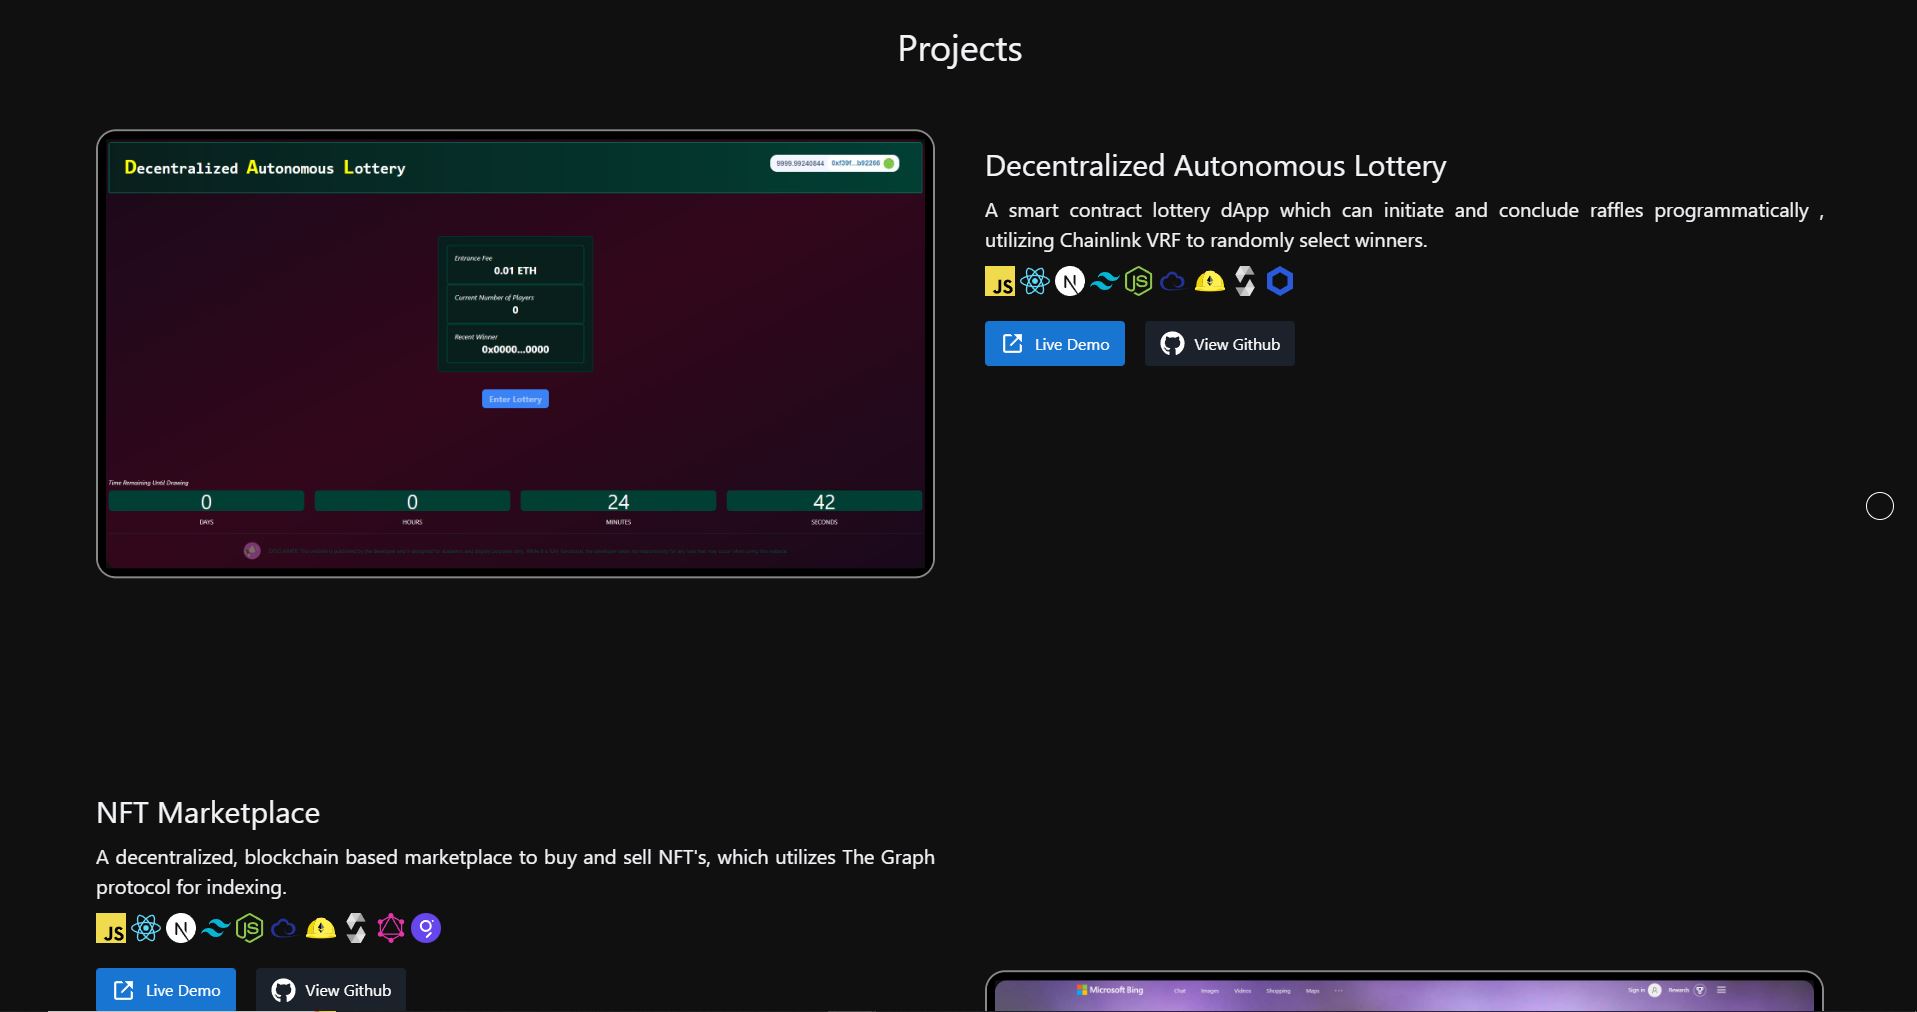 Projects
Decentralized Autonomous Lottery
9999.99240844 0xf39f...b92266
Entrance Fee
0.01 ETH
Current Number of Players
0
Recent Winner
0x0000...0000
Enter Lottery
Time Remaining Until Drawing
0 0 24 42
DAYS HOURS MINUTES SECONDS
Decentralized Autonomous Lottery
A smart contract lottery dApp which can initiate and conclude raffles programmatically ,
utilizing Chainlink VRF to randomly select winners.
JS N JS
Live Demo View Github
NFT Marketplace
A decentralized, blockchain based marketplace to buy and sell NFT's, which utilizes The Graph
protocol for indexing.
JS N JS
Live Demo View Github
Microsoft Bing Chat Images Videos Shopping Maps ... Sign in Rewards